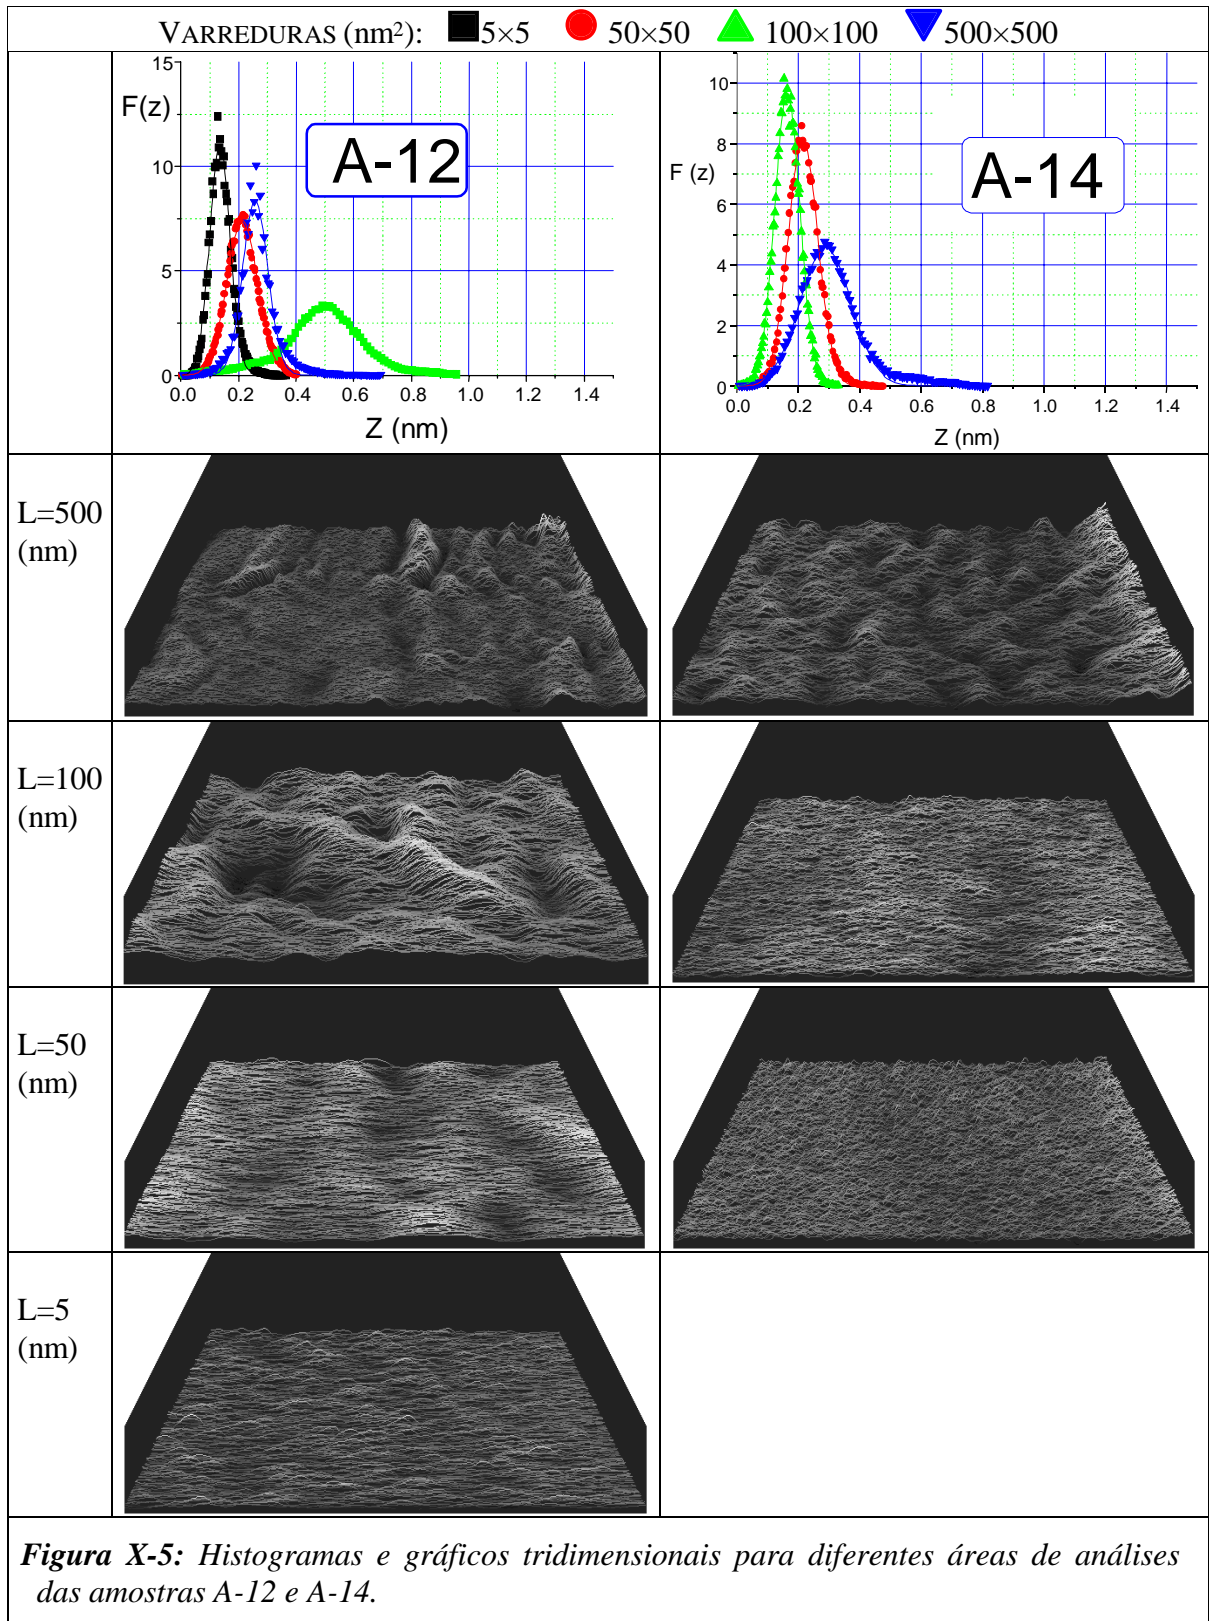 VARREDURAS (nm²): 5×5 50×50 100×100 500×500
15
F(z)
10
5
0
A-12
0.0 0.2 0.4 0.6 0.8 1.0 1.2 1.4
Z (nm)
10
8
F (z)
6
4
2
0
A-14
0.0 0.2 0.4 0.6 0.8 1.0 1.2 1.4
Z (nm)
L=500
(nm)
L=100
(nm)
L=50
(nm)
L=5
(nm)
Figura X-5: Histogramas e gráficos tridimensionais para diferentes áreas de análises
das amostras A-12 e A-14.